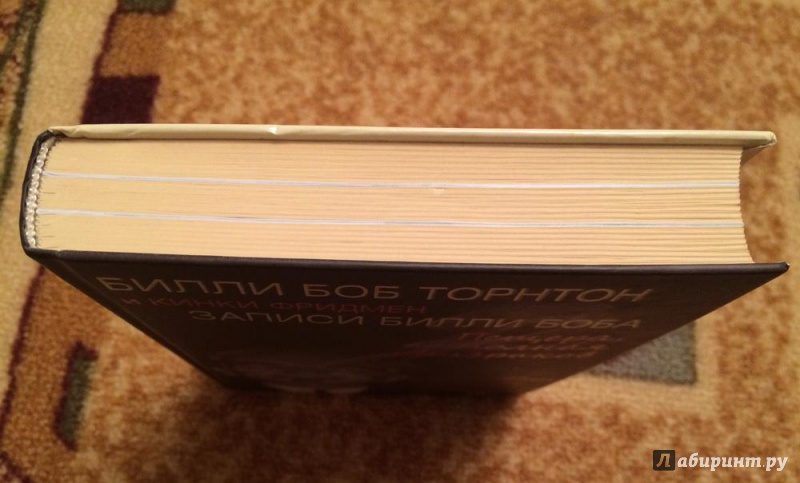 БИЛЛИ БОБ ТОРНТОН
И КИНКИ ФРИДМЕН
ЗАПИСИ БИЛЛИ БОБА
Лабиринт.ру